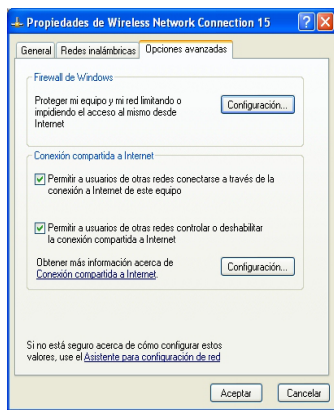 Propiedades de Wireless Network Connection 15
General
Redes inalámbricas
Opciones avanzadas
Firewall de Windows
Proteger mi equipo y mi red limitando o
impidiendo el acceso al mismo desde
Internet
Configuración...
Conexión compartida a Internet
Permitir a usuarios de otras redes conectarse a través de la
conexión a Internet de este equipo
Permitir a usuarios de otras redes controlar o deshabilitar
la conexión compartida a Internet
Obtener más información acerca de
Conexión compartida a Internet.
Configuración...
Si no está seguro acerca de cómo configurar estos
valores, use el Asistente para configuración de red
Aceptar
Cancelar